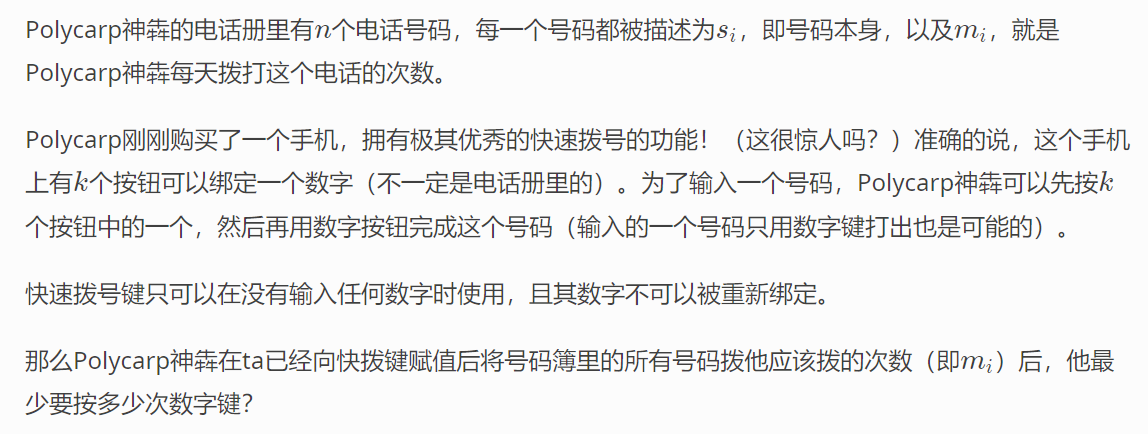 Polycarp神犇的电话册里有n个电话号码，每一个号码都被描述为s_i，即号码本身，以及m_i，就是
Polycarp神犇每天拨打这个电话的次数。
Polycarp刚刚购买了一个手机，拥有极其优秀的快速拨号的功能！（这很惊人吗？）准确的说，这个手机
上有k个按钮可以绑定一个数字（不一定是电话册里的）。为了输入一个号码，Polycarp神犇可以先按k
个按钮中的一个，然后再用数字按钮完成这个号码（输入的一个号码只用数字键打出也是可能的）。
快速拨号键只可以在没有输入任何数字时使用，且其数字不可以被重新绑定。
那么Polycarp神犇在ta已经向快拨键赋值后将号码簿里的所有号码拨他应该拨的次数（即m_i）后，他最
少要按多少次数字键？